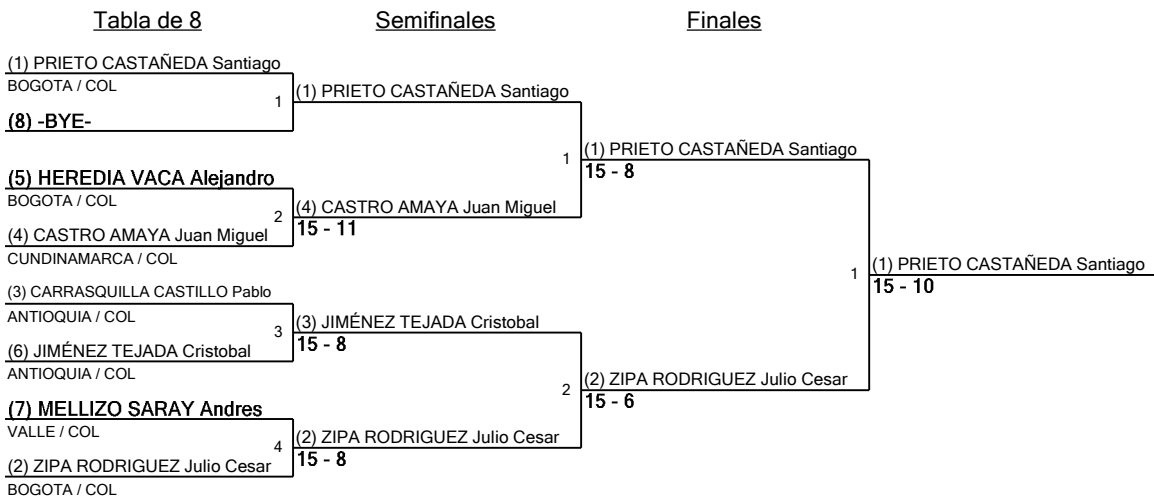 Tabla de 8
Semifinales
Finales
(1) PRIETO CASTAÑEDA Santiago
BOGOTA / COL
1
(1) PRIETO CASTAÑEDA Santiago
(8) -BYE-
1
(1) PRIETO CASTAÑEDA Santiago
15 - 8
(5) HEREDIA VACA Alejandro
BOGOTA / COL
2
(4) CASTRO AMAYA Juan Miguel
15 - 11
(4) CASTRO AMAYA Juan Miguel
CUNDINAMARCA / COL
1
(1) PRIETO CASTAÑEDA Santiago
15 - 10
(3) CARRASQUILLA CASTILLO Pablo
ANTIOQUIA / COL
3
(3) JIMÉNEZ TEJADA Cristobal
15 - 8
(6) JIMÉNEZ TEJADA Cristobal
ANTIOQUIA / COL
2
(2) ZIPA RODRIGUEZ Julio Cesar
15 - 6
(7) MELLIZO SARAY Andres
VALLE / COL
4
(2) ZIPA RODRIGUEZ Julio Cesar
15 - 8
(2) ZIPA RODRIGUEZ Julio Cesar
BOGOTA / COL